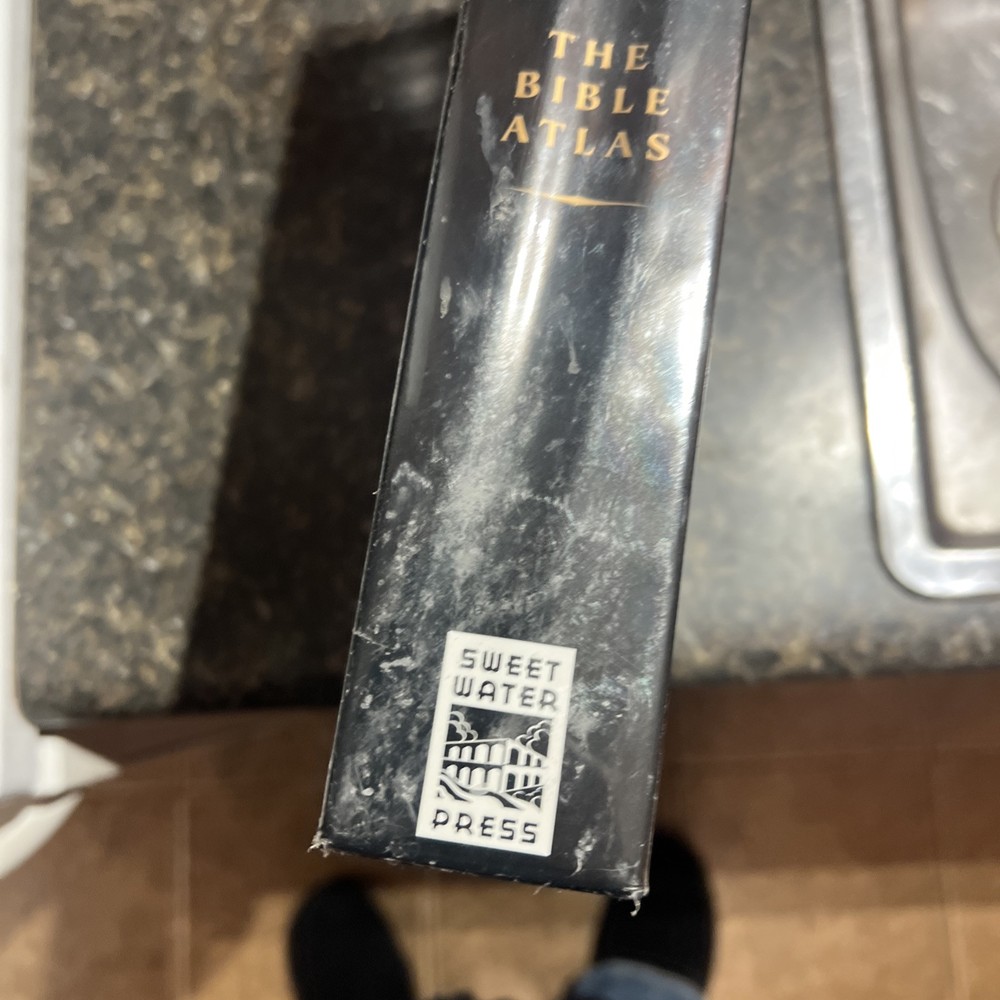 THE
BIBLE
ATLAS
SWEET
WATER
PRESS